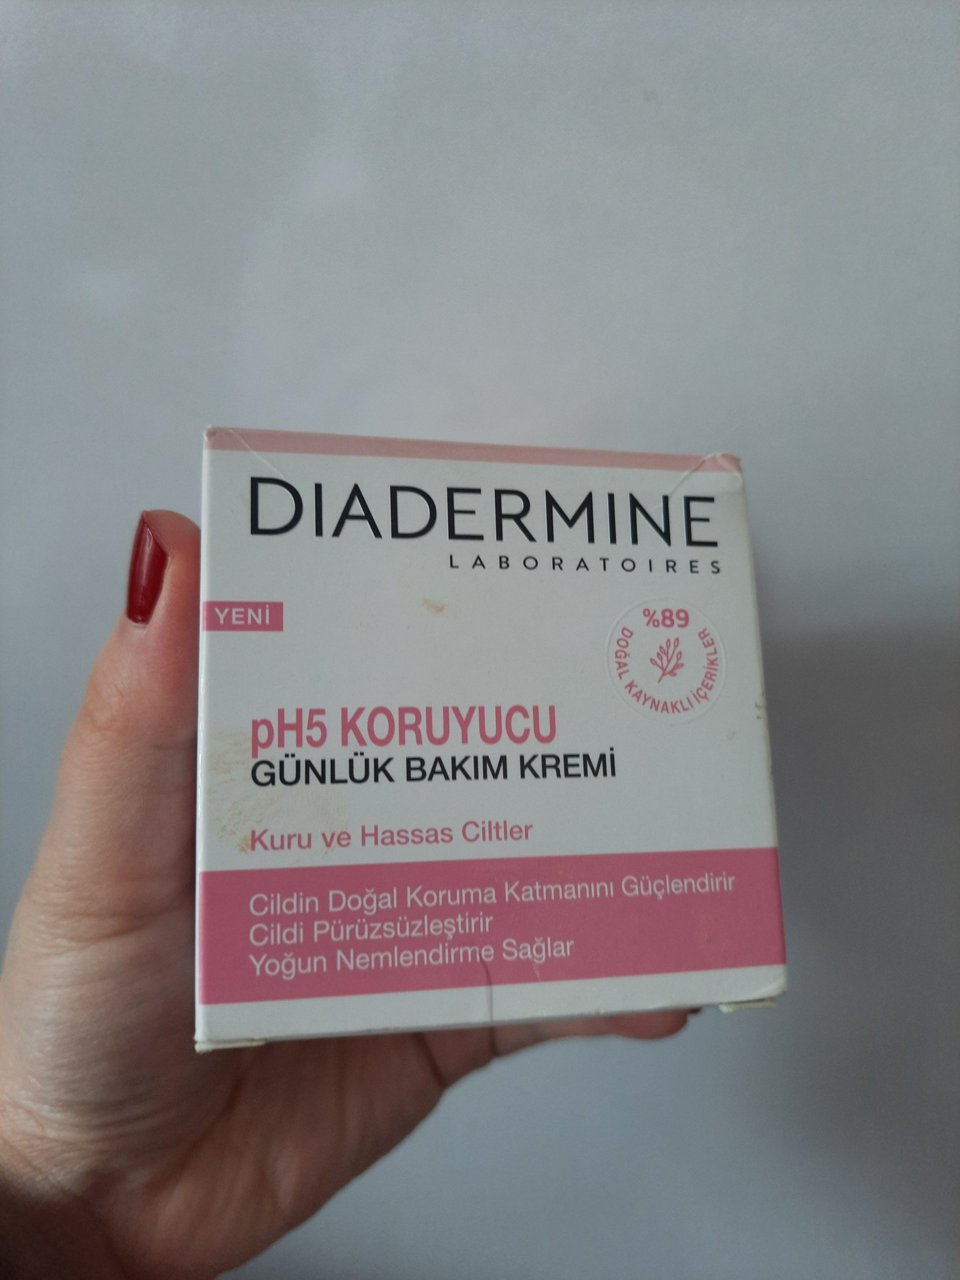 DIADERMINE
LABORATOIRES
YENİ
%89
DOĞAL KAYNAKLI İÇERİKLER
pH5 KORUYUCU
GÜNLÜK BAKIM KREMİ
Kuru ve Hassas Ciltler
Cildin Doğal Koruma Katmanını Güçlendirir
Cildi Pürüzsüzleştirir
Yoğun Nemlendirme Sağlar